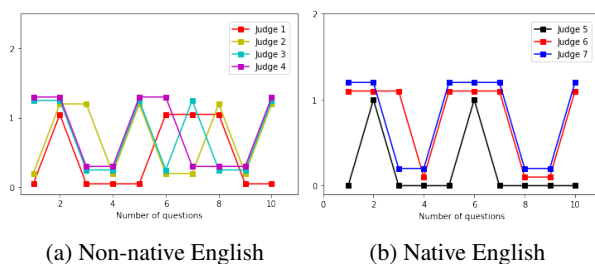 Judge 1
Judge 2
Judge 3
Judge 4
2
1
0
2 4 6 8 10
Number of questions
(a) Non-native English
Judge 5
Judge 6
Judge 7
2
1
0
0 2 4 6 8 10
Number of questions
(b) Native English